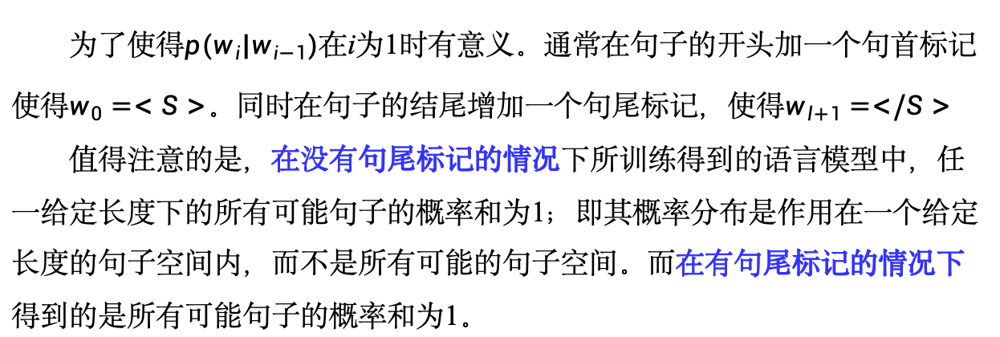 为了使得p(wᵢ|wᵢ₋₁)在i为1时有意义。通常在句子的开头加一个句首标记
使得w₀ =< S >。同时在句子的结尾增加一个句尾标记，使得wₗ₊₁ =</S >
值得注意的是，在没有句尾标记的情况下所训练得到的语言模型中，任
一给定长度下的所有可能句子的概率和为1；即其概率分布是作用在一个给定
长度的句子空间内，而不是所有可能的句子空间。而在有句尾标记的情况下
得到的是所有可能句子的概率和为1。